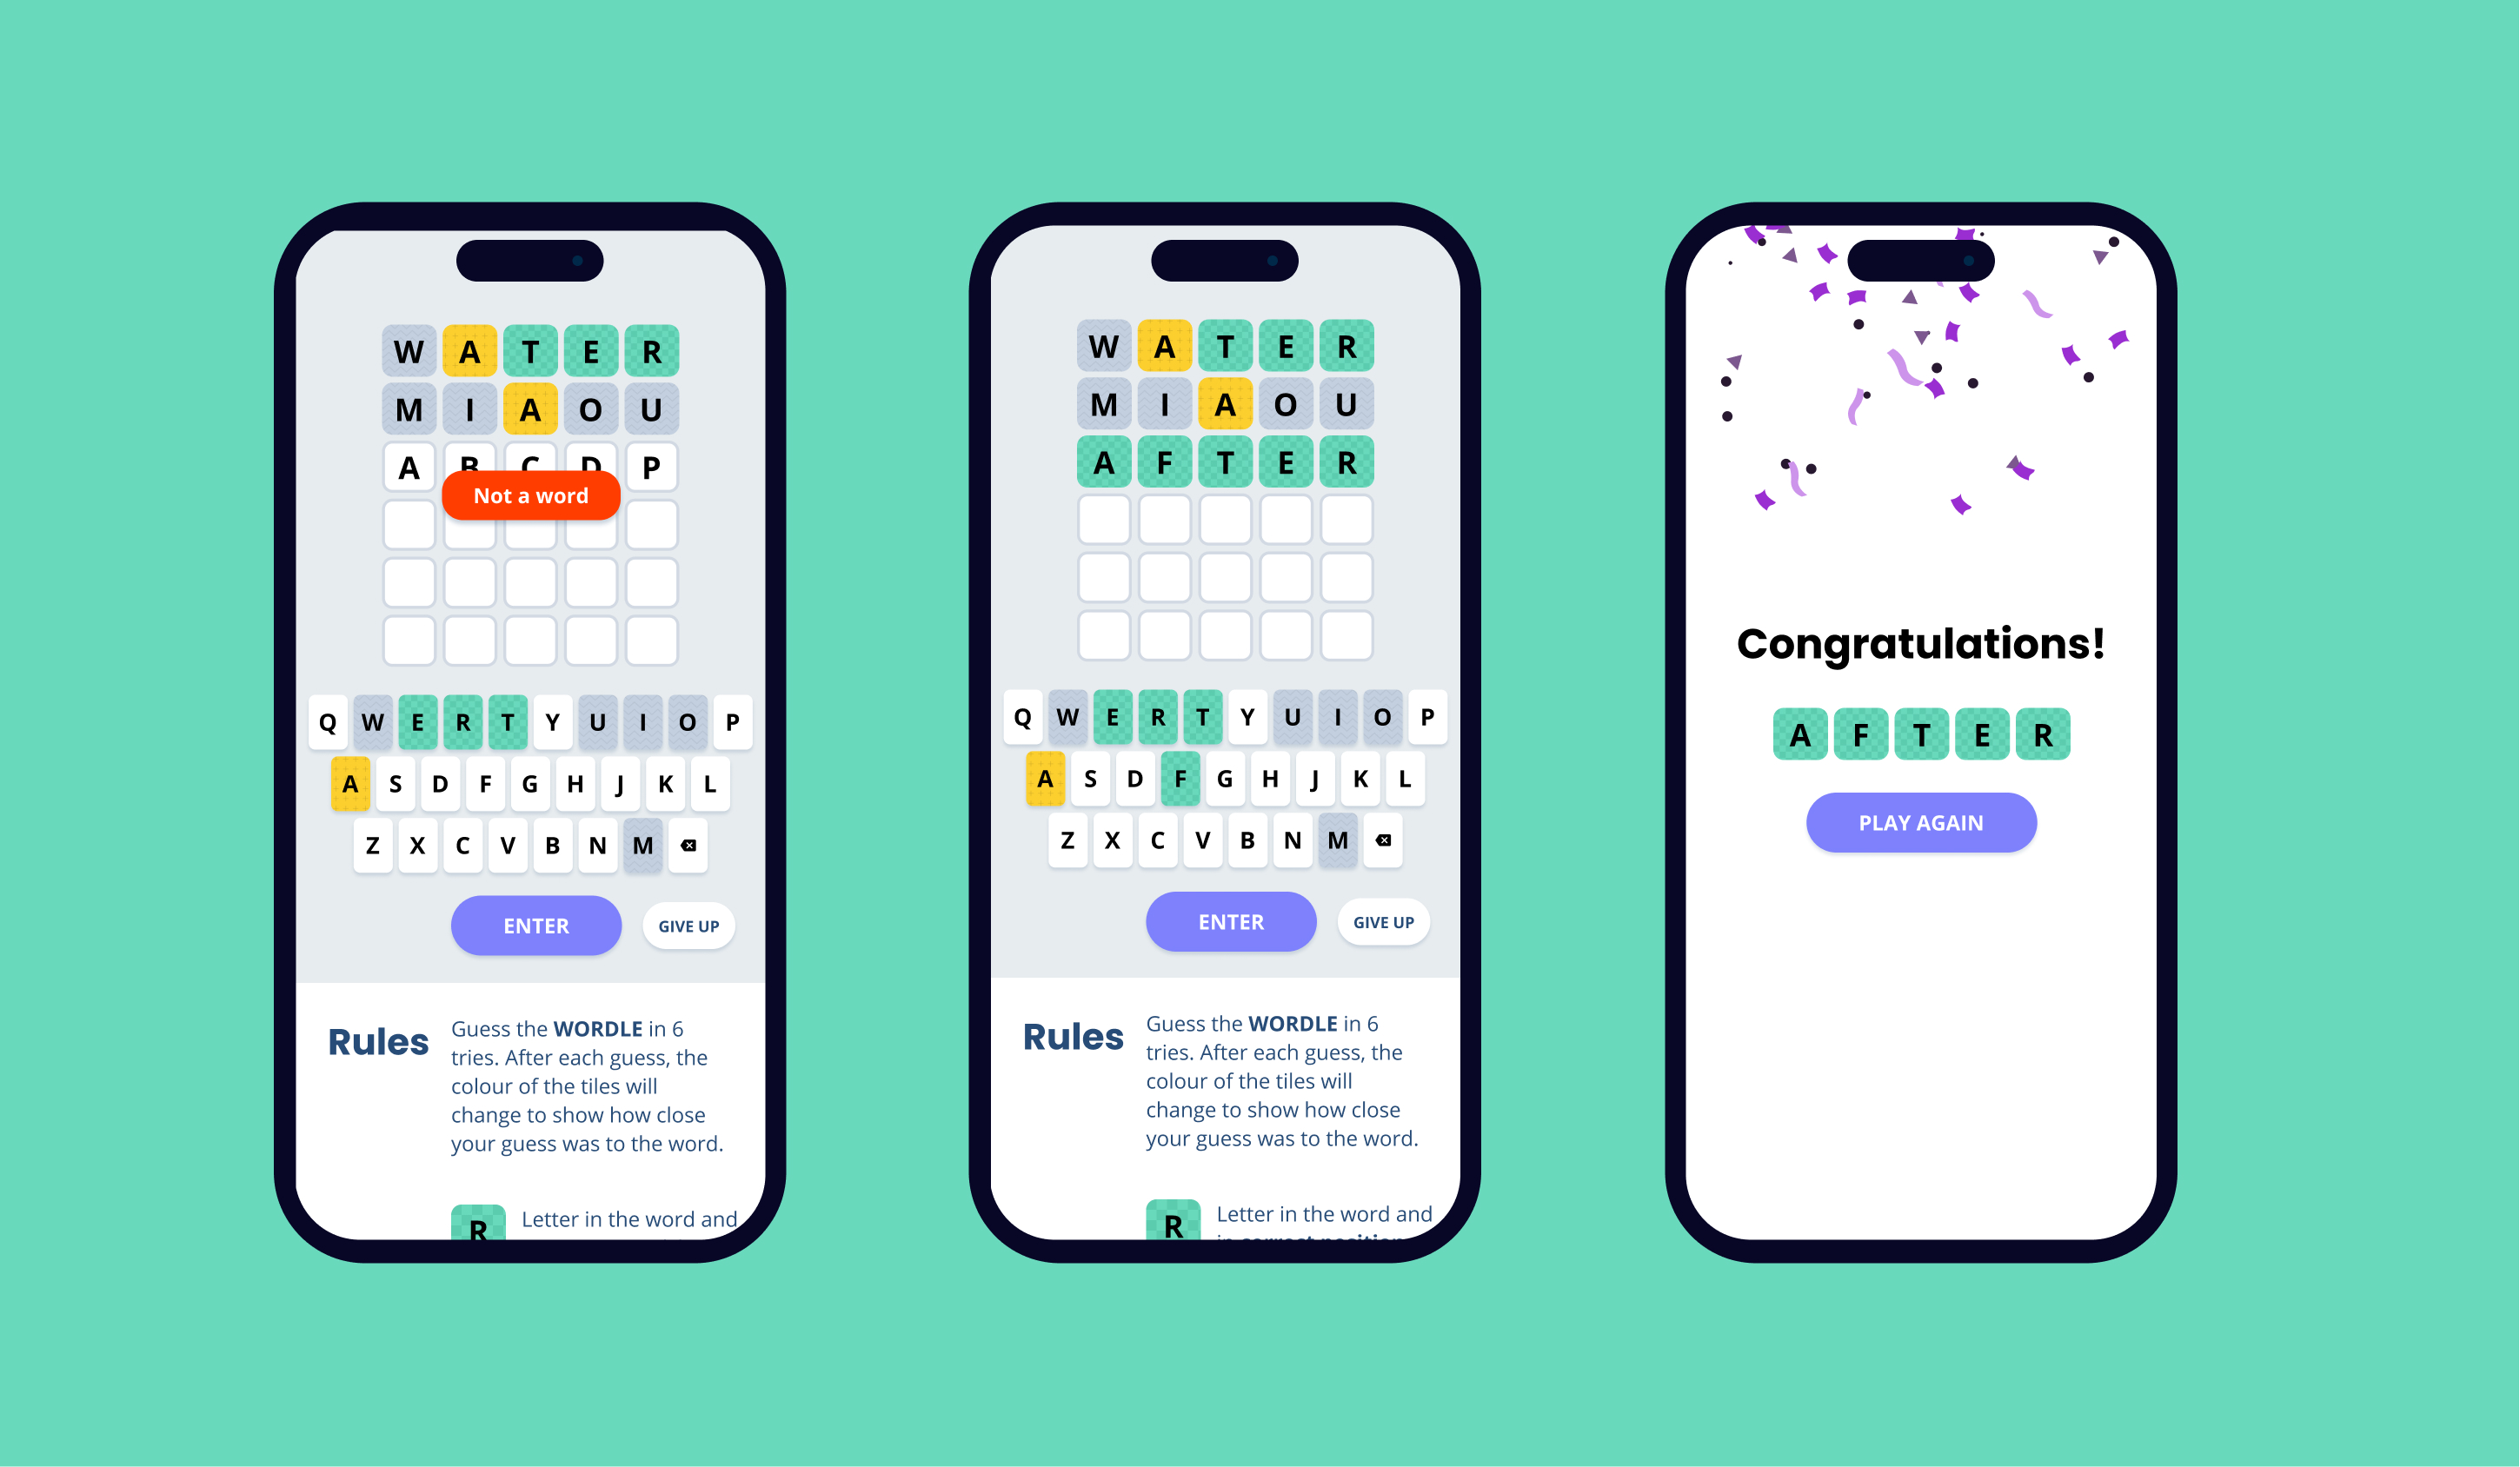 W A T E R
M I A O U
A B C D P
Not a word
Q W E R T Y U I O P
A S D F G H J K L
Z X C V B N M
ENTER GIVE UP
Rules
Guess the WORDLE in 6
tries. After each guess, the
colour of the tiles will
change to show how close
your guess was to the word.
R Letter in the word and
W A T E R
M I A O U
A F T E R
Q W E R T Y U I O P
A S D F G H J K L
Z X C V B N M
ENTER GIVE UP
Rules
Guess the WORDLE in 6
tries. After each guess, the
colour of the tiles will
change to show how close
your guess was to the word.
R Letter in the word and
in correct position
Congratulations!
A F T E R
PLAY AGAIN